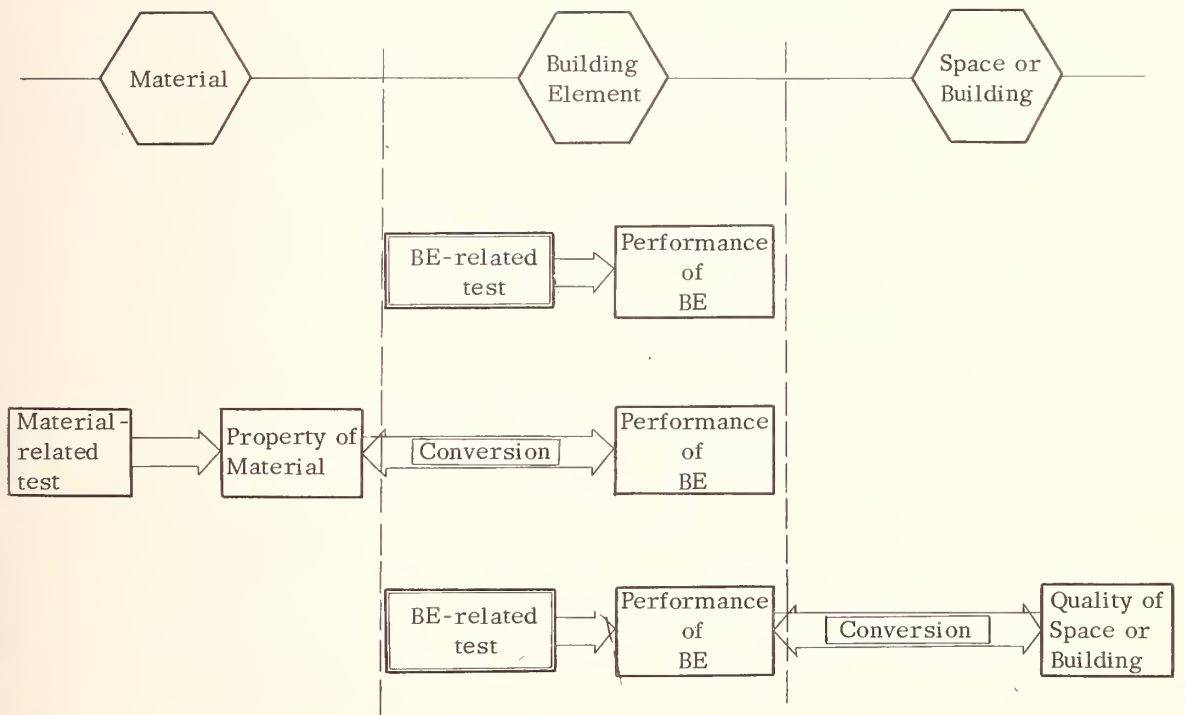 Material
Building
Element
Space or
Building
BE-related
test
Performance
of
BE
Material-
related
test
Property of
Material
Conversion
Performance
of
BE
BE-related
test
Performance
of
BE
Conversion
Quality of
Space or
Building